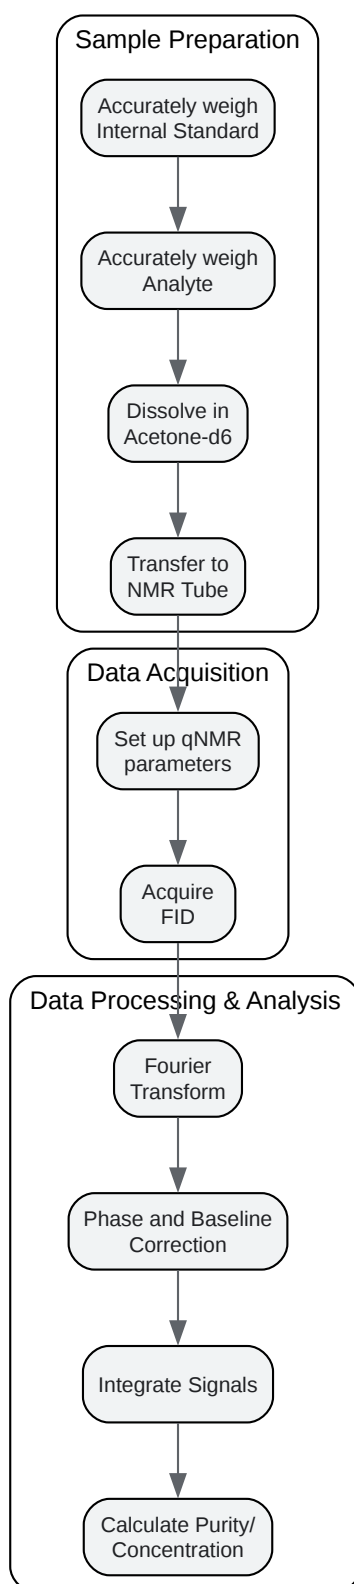 Sample Preparation
Accurately weigh
Internal Standard
Accurately weigh
Analyte
Dissolve in
Acetone-d6
Transfer to
NMR Tube
Data Acquisition
Set up qNMR
parameters
Acquire
FID
Data Processing & Analysis
Fourier
Transform
Phase and Baseline
Correction
Integrate Signals
Calculate Purity/
Concentration